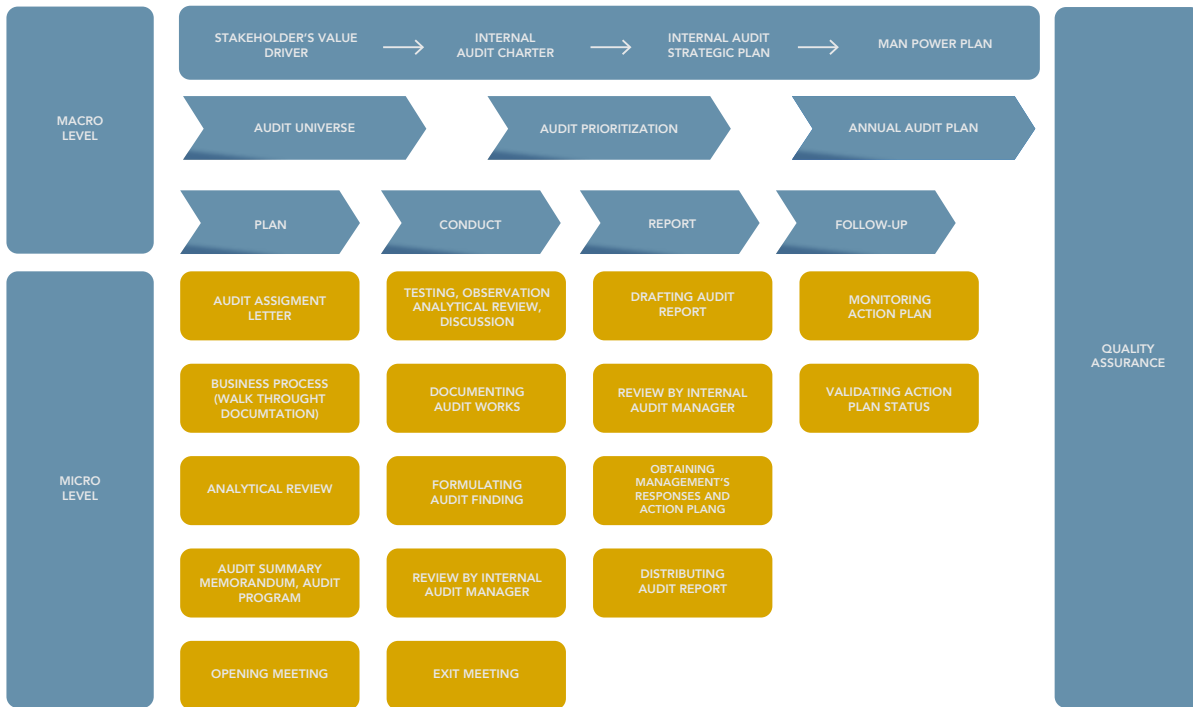 STAKEHOLDER'S VALUE
DRIVER
INTERNAL
AUDIT CHARTER
INTERNAL AUDIT
STRATEGIC PLAN
MAN POWER PLAN
MACRO
LEVEL
AUDIT UNIVERSE
AUDIT PRIORITIZATION
ANNUAL AUDIT PLAN
PLAN
CONDUCT
REPORT
FOLLOW-UP
MICRO
LEVEL
AUDIT ASSIGMENT
LETTER
BUSINESS PROCESS
(WALK THROUGHT
DOCUMTATION)
ANALYTICAL REVIEW
AUDIT SUMMARY
MEMORANDUM, AUDIT
PROGRAM
OPENING MEETING
TESTING, OBSERVATION
ANALYTICAL REVIEW,
DISCUSSION
DOCUMENTING
AUDIT WORKS
FORMULATING
AUDIT FINDING
REVIEW BY INTERNAL
AUDIT MANAGER
EXIT MEETING
DRAFTING AUDIT
REPORT
REVIEW BY INTERNAL
AUDIT MANAGER
OBTAINING
MANAGEMENT'S
RESPONSES AND
ACTION PLANG
DISTRIBUTING
AUDIT REPORT
MONITORING
ACTION PLAN
VALIDATING ACTION
PLAN STATUS
QUALITY
ASSURANCE